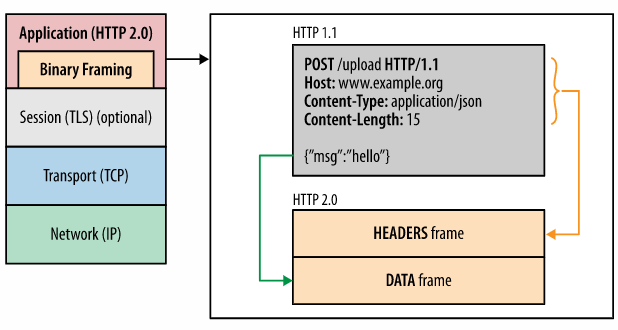 Application (HTTP 2.0)
Binary Framing
Session (TLS) (optional)
Transport (TCP)
Network (IP)
HTTP 1.1
POST /upload HTTP/1.1
Host: www.example.org
Content-Type: application/json
Content-Length: 15
{"msg":"hello"}
HTTP 2.0
HEADERS frame
DATA frame